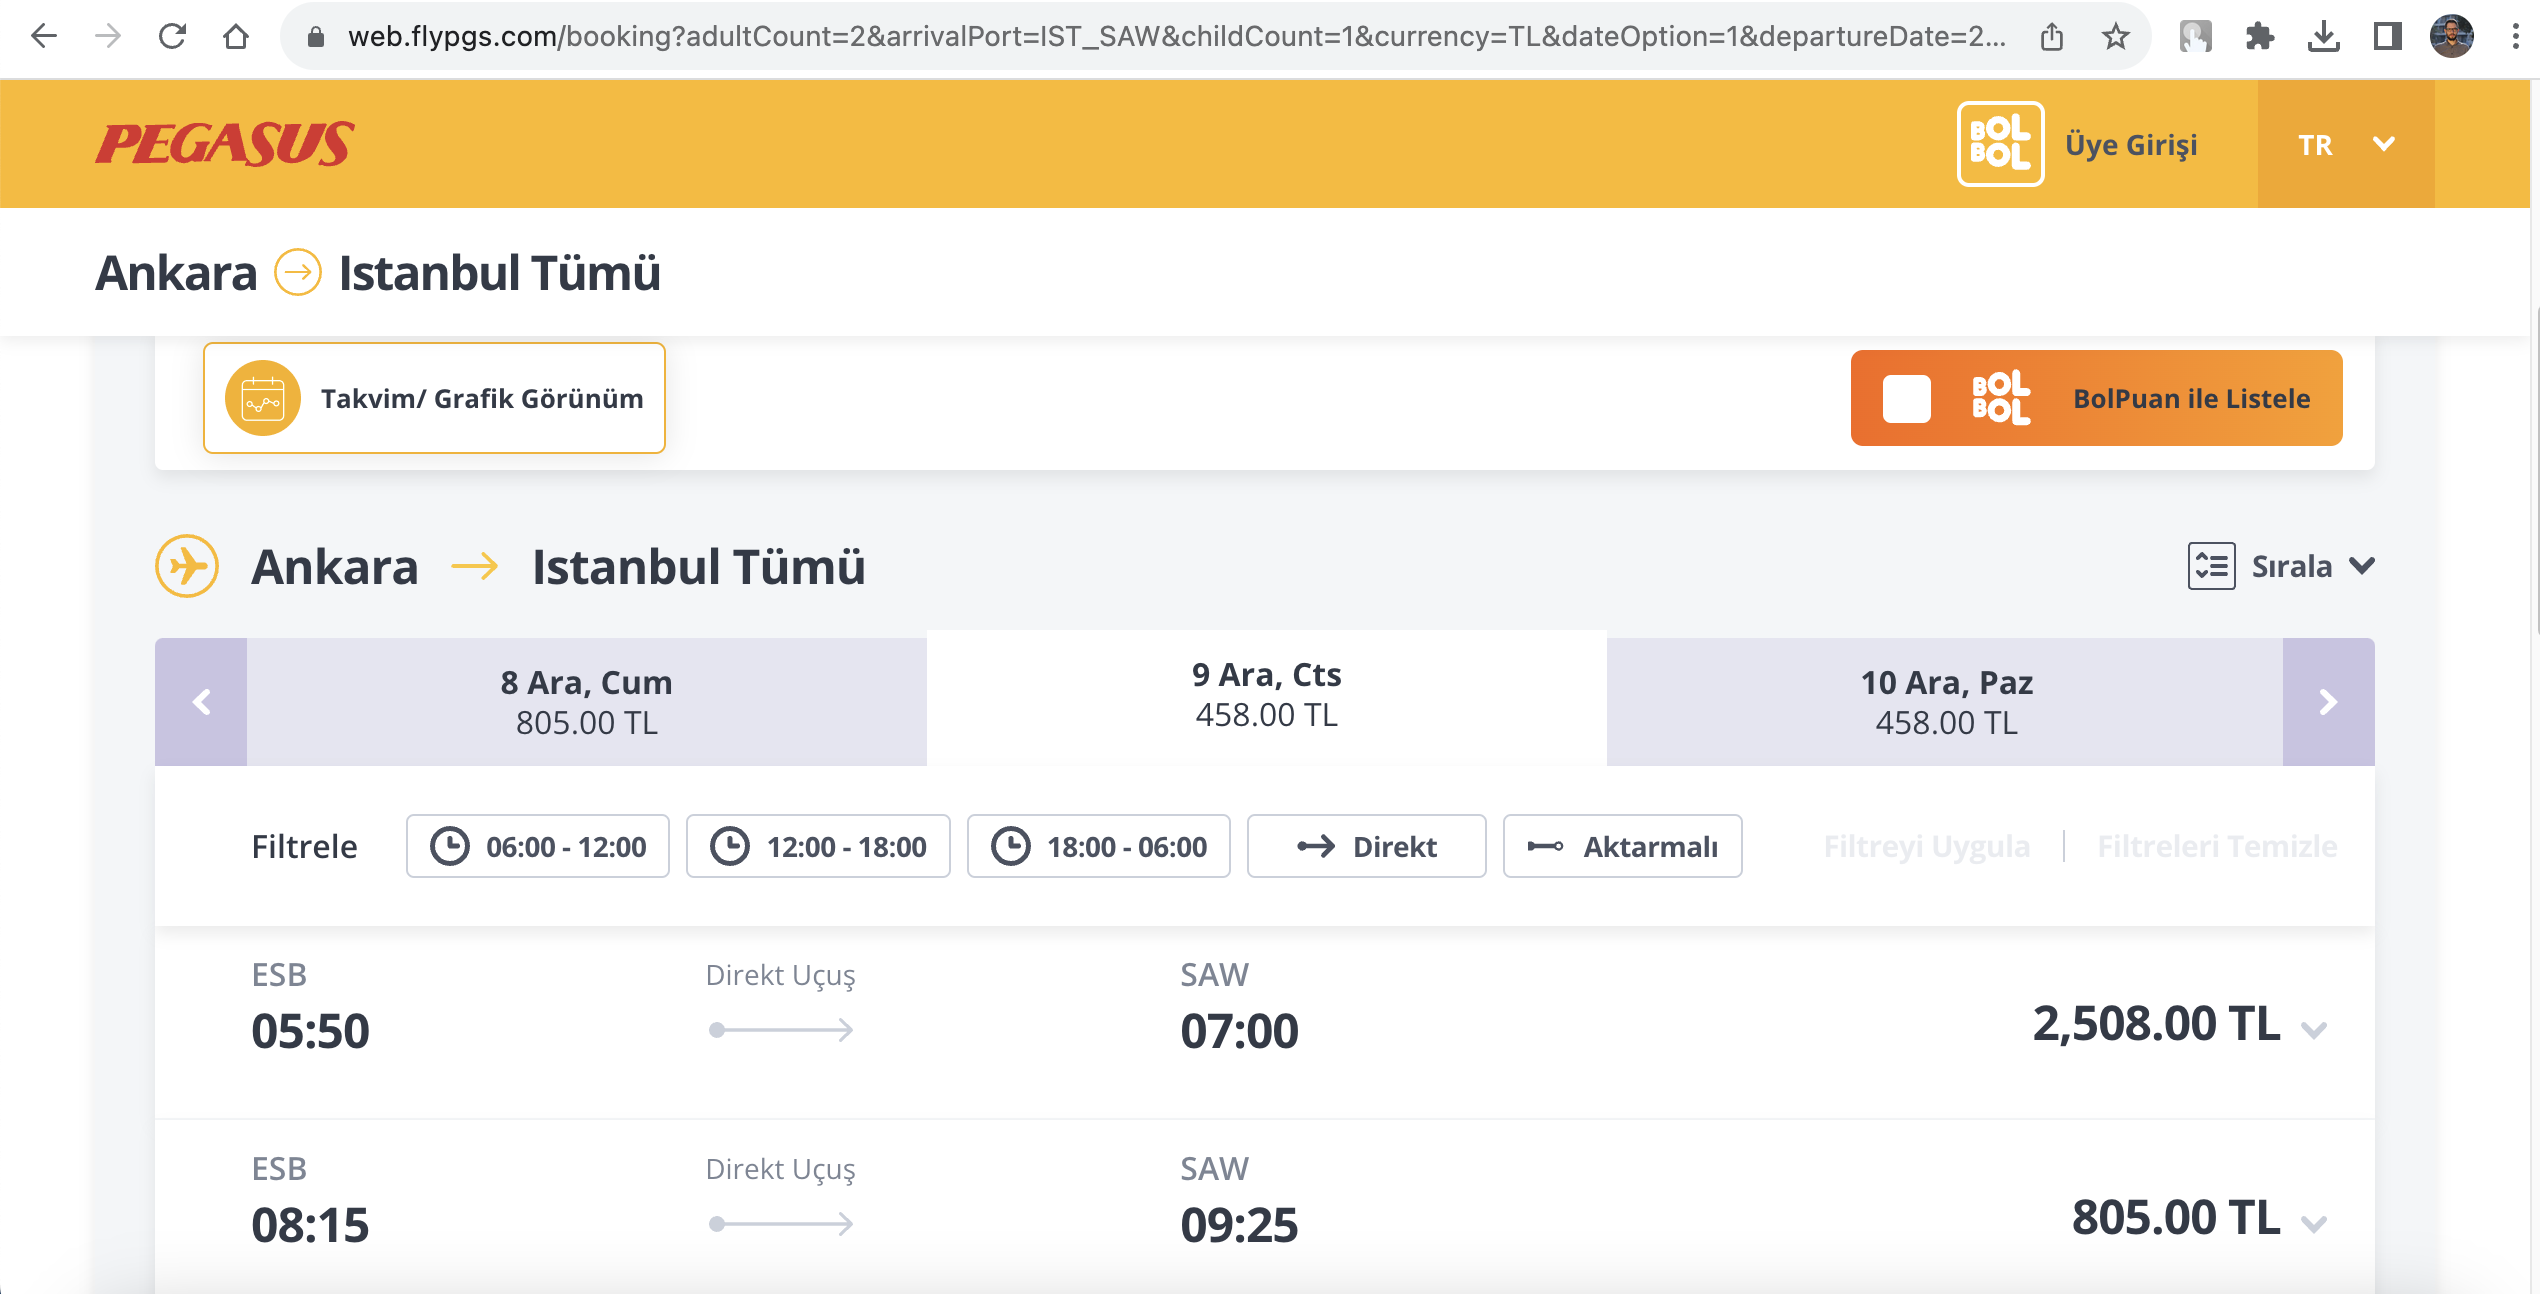 web.flypgs.com/booking?adultCount=2&arrivalPort=IST_SAW&childCount=1&currency=TL&dateOption=1&departureDate=2...
PEGASUS
BOL BOL
Üye Girişi
TR
Ankara
Istanbul Tümü
Takvim/ Grafik Görünüm
BOL BOL
BolPuan ile Listele
Ankara
Istanbul Tümü
Sırala
8 Ara, Cum
805.00 TL
9 Ara, Cts
458.00 TL
10 Ara, Paz
458.00 TL
Filtrele
06:00 - 12:00
12:00 - 18:00
18:00 - 06:00
Direkt
Aktarmalı
Filtreyi Uygula
Filtreleri Temizle
ESB
05:50
Direkt Uçuş
SAW
07:00
2,508.00 TL
ESB
08:15
Direkt Uçuş
SAW
09:25
805.00 TL